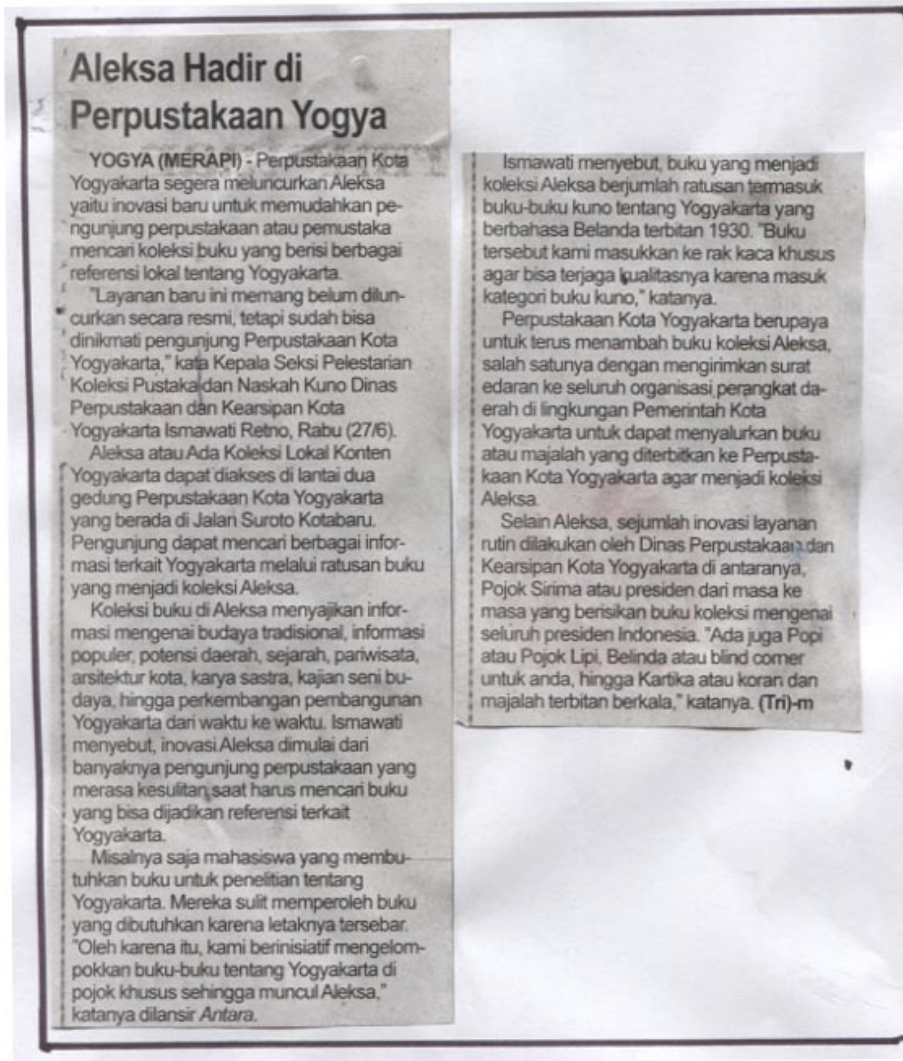 Aleksa Hadir di
Perpustakaan Yogya
YOGYA (MERAPI) - Perpustakaan Kota
Yogyakarta segera meluncurkan Aleksa
yaitu inovasi baru untuk memudahkan pe-
ngunjung perpustakaan atau pemustaka
mencari koleksi buku yang berisi berbagai
referensi lokal tentang Yogyakarta.
"Layanan baru ini memang belum dilun-
curkan secara resmi, tetapi sudah bisa
dinikmati pengunjung Perpustakaan Kota
Yogyakarta," kata Kepala Seksi Pelestarian
Koleksi Pustaka dan Naskah Kuno Dinas
Perpustakaan dan Kearsipan Kota
Yogyakarta Ismawati Retno, Rabu (27/6).
Aleksa atau Ada Koleksi Lokal Konten
Yogyakarta dapat diakses di lantai dua
gedung Perpustakaan Kota Yogyakarta
yang berada di Jalan Suroto Kotabaru.
Pengunjung dapat mencari berbagai infor-
masi terkait Yogyakarta melalui ratusan buku
yang menjadi koleksi Aleksa.
Koleksi buku di Aleksa menyajikan infor-
masi mengenai budaya tradisional, informasi
populer, potensi daerah, sejarah, pariwisata,
arsitektur kota, karya sastra, kajian seni bu-
daya, hingga perkembangan pembangunan
Yogyakarta dari waktu ke waktu. Ismawati
menyebut, inovasi Aleksa dimulai dari
banyaknya pengunjung perpustakaan yang
merasa kesulitan saat harus mencari buku
yang bisa dijadikan referensi terkait
Yogyakarta.
Misalnya saja mahasiswa yang membu-
tuhkan buku untuk penelitian tentang
Yogyakarta. Mereka sulit memperoleh buku
yang dibutuhkan karena letaknya tersebar.
"Oleh karena itu, kami berinisiatif mengelom-
pokkan buku-buku tentang Yogyakarta di
pojok khusus sehingga muncul Aleksa,"
katanya dilansir Antara.
Ismawati menyebut, buku yang menjadi
koleksi Aleksa berjumlah ratusan termasuk
buku-buku kuno tentang Yogyakarta yang
berbahasa Belanda terbitan 1930. "Buku
tersebut kami masukkan ke rak kaca khusus
agar bisa terjaga kualitasnya karena masuk
kategori buku kuno," katanya.
Perpustakaan Kota Yogyakarta berupaya
untuk terus menambah buku koleksi Aleksa,
salah satunya dengan mengirimkan surat
edaran ke seluruh organisasi perangkat da-
erah di lingkungan Pemerintah Kota
Yogyakarta untuk dapat menyalurkan buku
atau majalah yang diterbitkan ke Perpusta-
kaan Kota Yogyakarta agar menjadi koleksi
Aleksa.
Selain Aleksa, sejumlah inovasi layanan
rutin dilakukan oleh Dinas Perpustakaan dan
Kearsipan Kota Yogyakarta di antaranya,
Pojok Sirima atau presiden dari masa ke
masa yang berisikan buku koleksi mengenai
seluruh presiden Indonesia. "Ada juga Popi
atau Pojok Lipi, Belinda atau blind corner
untuk anda, hingga Kartika atau koran dan
majalah terbitan berkala," katanya. (Tri)-m